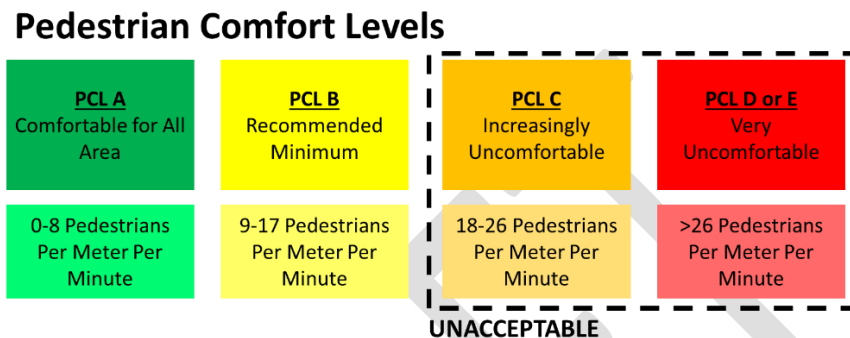 Pedestrian Comfort Levels
PCL A
Comfortable for All
Area
PCL B
Recommended
Minimum
PCL C
Increasingly
Uncomfortable
PCL D or E
Very
Uncomfortable
0-8 Pedestrians
Per Meter Per
Minute
9-17 Pedestrians
Per Meter Per
Minute
18-26 Pedestrians
Per Meter Per
Minute
>26 Pedestrians
Per Meter Per
Minute
UNACCEPTABLE